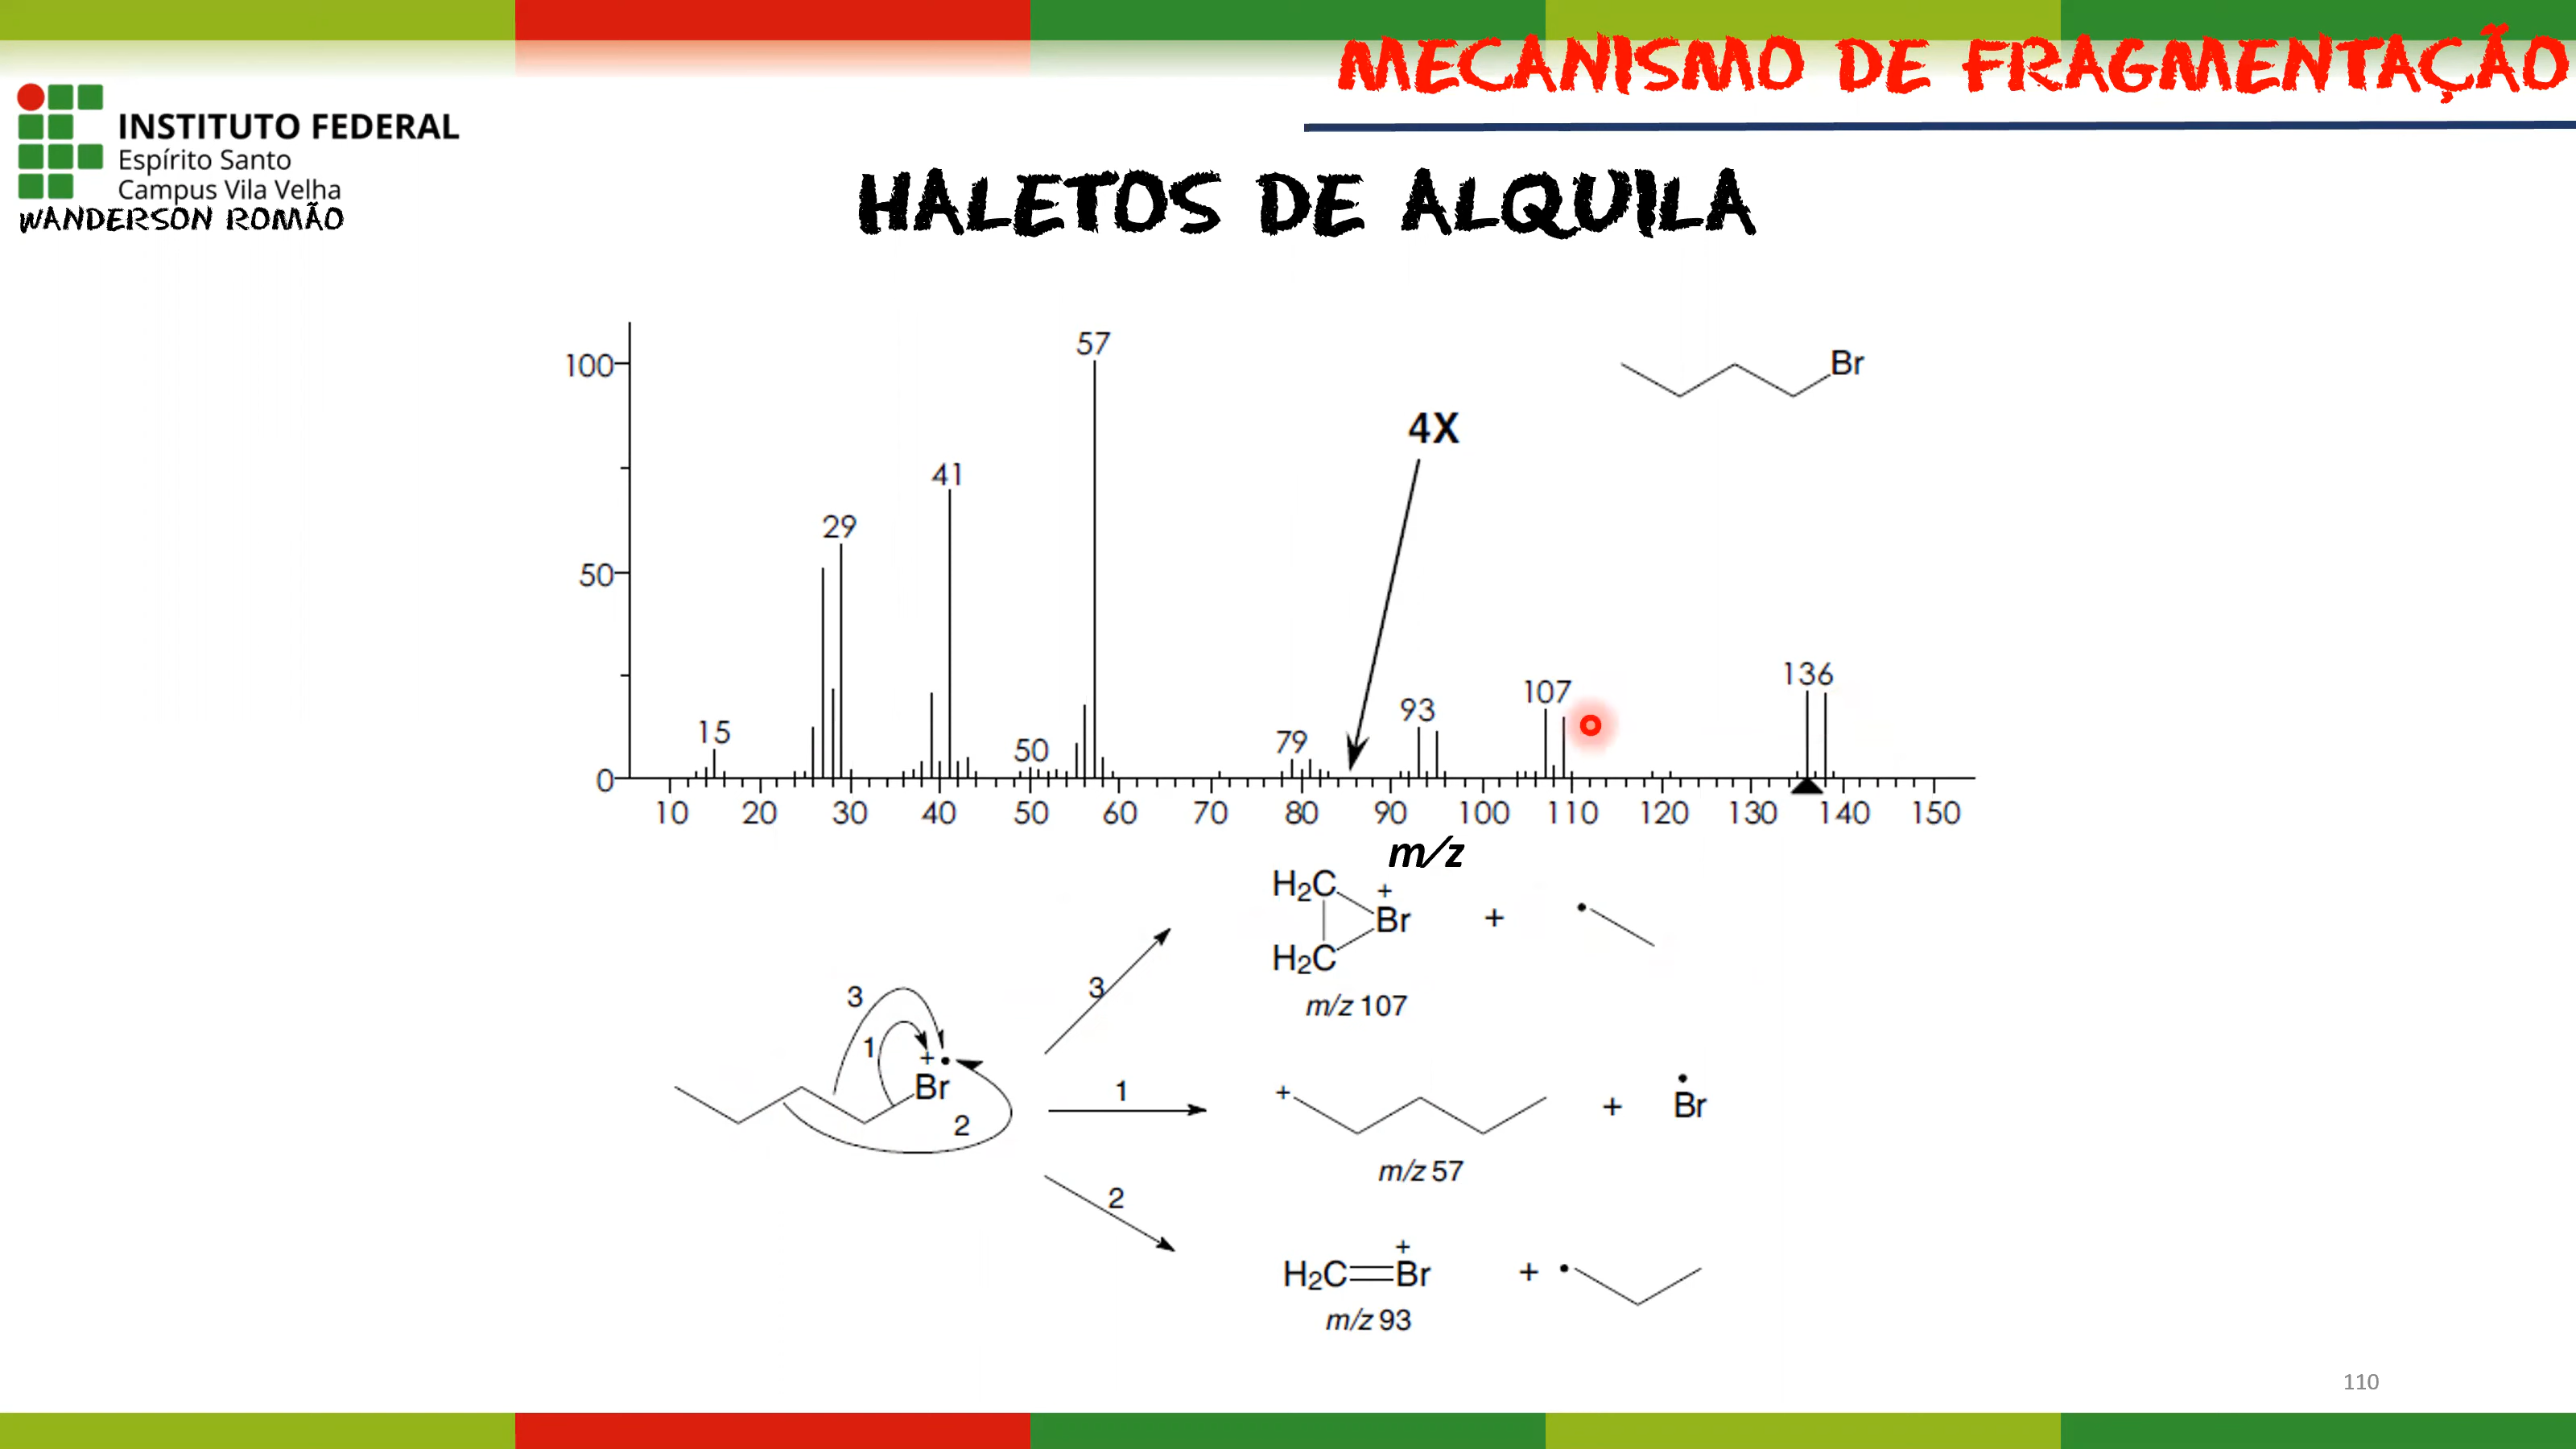 MECANISMO DE FRAGMENTAÇÃO
INSTITUTO FEDERAL
Espírito Santo
Campus Vila Velha
WANDERSON ROMÃO
HALETOS DE ALQUILA
57
100
Br
4X
41
29
50
136
107
93
15
50
79
0
10 20 30 40 50 60 70 80 90 100 110 120 130 140 150
m/z
H₂C + Br + •
H₂C
m/z 107
3 3
1 + • Br 2
1
+ + •Br
m/z 57
2
H₂C=Br + + •
m/z 93
110